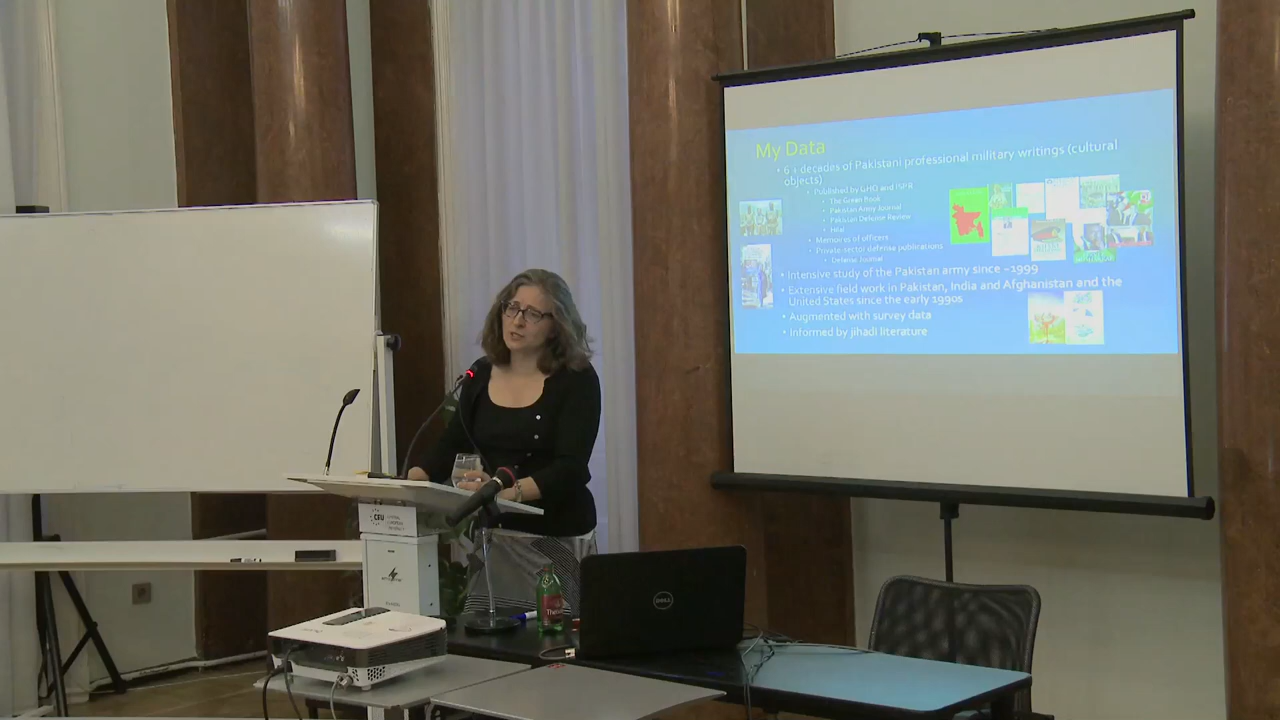 My Data
6 + decades of Pakistani professional military writings (cultural
objects)
Published by GHQ and ISPR
The Green Book
Pakistan Army Journal
Pakistan Defense Review
Hilal
Memoires of officers
Private sector defense publications
Defense Journal
Intensive study of the Pakistan army since ~1999
Extensive field work in Pakistan, India and Afghanistan and the
United States since the early 1990s
Augmented with survey data
Informed by jihadi literature
DELL